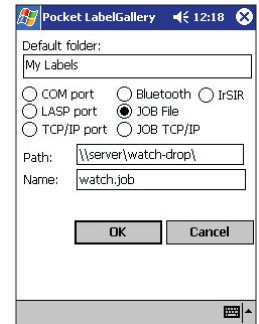 Pocket LabelGallery 12:18
Default folder:
My Labels
COM port Bluetooth IrSIR
LASP port JOB File
TCP/IP port JOB TCP/IP
Path: \\server\watch-drop\
Name: watch.job
OK Cancel